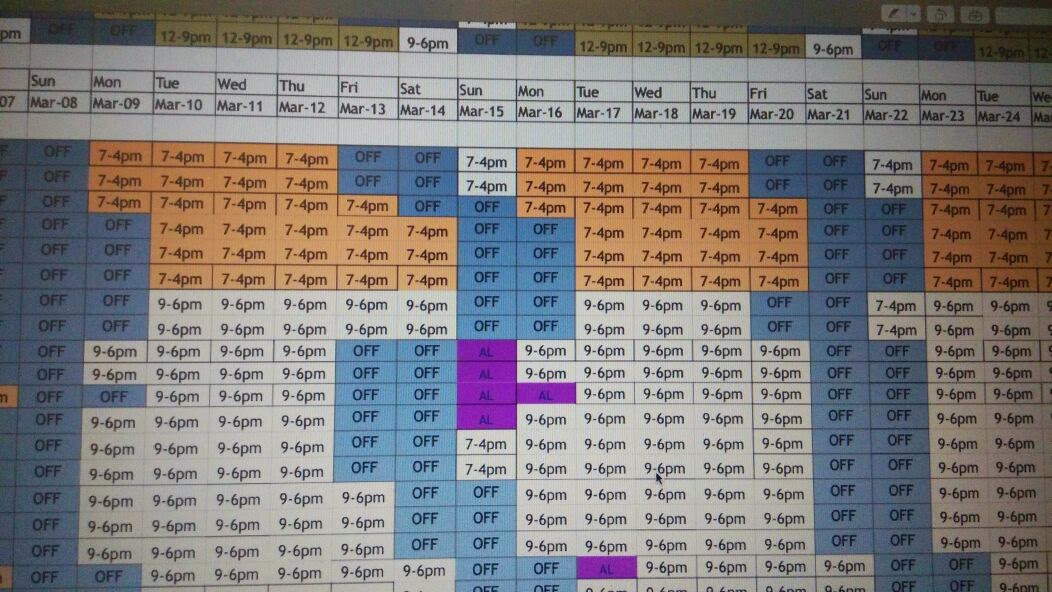 pm OFF OFF 12-9pm 12-9pm 12-9pm 12-9pm 9-6pm OFF OFF 12-9pm 12-9pm 12-9pm 12-9pm 9-6pm OFF OFF 12-9pm
Sun Mon Tue Wed Thu Fri Sat Sun Mon Tue Wed Thu Fri Sat Sun Mon Tue We
07 Mar-08 Mar-09 Mar-10 Mar-11 Mar-12 Mar-13 Mar-14 Mar-15 Mar-16 Mar-17 Mar-18 Mar-19 Mar-20 Mar-21 Mar-22 Mar-23 Mar-24 Ma
F OFF 7-4pm 7-4pm 7-4pm 7-4pm OFF OFF 7-4pm 7-4pm 7-4pm 7-4pm 7-4pm OFF OFF 7-4pm 7-4pm 7-4pm 7-
F OFF 7-4pm 7-4pm 7-4pm 7-4pm OFF OFF 7-4pm 7-4pm 7-4pm 7-4pm 7-4pm OFF OFF 7-4pm 7-4pm 7-4pm 7-
F OFF 7-4pm 7-4pm 7-4pm 7-4pm 7-4pm OFF OFF 7-4pm 7-4pm 7-4pm 7-4pm 7-4pm OFF OFF 7-4pm 7-4pm 7-
F OFF OFF 7-4pm 7-4pm 7-4pm 7-4pm 7-4pm OFF OFF 7-4pm 7-4pm 7-4pm 7-4pm OFF OFF 7-4pm 7-4pm 7-4
F OFF OFF 7-4pm 7-4pm 7-4pm 7-4pm 7-4pm OFF OFF 7-4pm 7-4pm 7-4pm 7-4pm OFF OFF 7-4pm 7-4pm 7-4
F OFF OFF 7-4pm 7-4pm 7-4pm 7-4pm 7-4pm OFF OFF 7-4pm 7-4pm 7-4pm 7-4pm OFF OFF 7-4pm 7-4pm 7-4
F OFF OFF 9-6pm 9-6pm 9-6pm 9-6pm 9-6pm OFF OFF 9-6pm 9-6pm 9-6pm OFF OFF 7-4pm 9-6pm 9-6pm 9
F OFF OFF 9-6pm 9-6pm 9-6pm 9-6pm 9-6pm OFF OFF 9-6pm 9-6pm 9-6pm OFF OFF 7-4pm 9-6pm 9-6pm 9
OFF 9-6pm 9-6pm 9-6pm 9-6pm OFF OFF AL 9-6pm 9-6pm 9-6pm 9-6pm 9-6pm OFF OFF 9-6pm 9-6pm 9
OFF 9-6pm 9-6pm 9-6pm 9-6pm OFF OFF AL 9-6pm 9-6pm 9-6pm 9-6pm 9-6pm OFF OFF 9-6pm 9-6pm 9
m OFF OFF 9-6pm 9-6pm 9-6pm OFF OFF AL AL 9-6pm 9-6pm 9-6pm 9-6pm OFF OFF 9-6pm 9-6pm 9
OFF 9-6pm 9-6pm 9-6pm 9-6pm OFF OFF AL 9-6pm 9-6pm 9-6pm 9-6pm 9-6pm OFF OFF 9-6pm 9-6pm 9
OFF 9-6pm 9-6pm 9-6pm 9-6pm OFF OFF 7-4pm 9-6pm 9-6pm 9-6pm 9-6pm 9-6pm OFF OFF 9-6pm 9-6pm 9
OFF 9-6pm 9-6pm 9-6pm 9-6pm OFF OFF 7-4pm 9-6pm 9-6pm 9-6pm 9-6pm 9-6pm OFF OFF 9-6pm 9-6pm 9
OFF 9-6pm 9-6pm 9-6pm 9-6pm 9-6pm OFF OFF 9-6pm 9-6pm 9-6pm 9-6pm 9-6pm OFF OFF 9-6pm 9-6pm 9
OFF 9-6pm 9-6pm 9-6pm 9-6pm 9-6pm OFF OFF 9-6pm 9-6pm 9-6pm 9-6pm 9-6pm OFF OFF 9-6pm 9-6pm
OFF 9-6pm 9-6pm 9-6pm 9-6pm 9-6pm OFF OFF 9-6pm 9-6pm 9-6pm 9-6pm 9-6pm OFF OFF 9-6pm 9-6pm
m OFF OFF 9-6pm 9-6pm 9-6pm 9-6pm 9-6pm OFF OFF AL 9-6pm 9-6pm 9-6pm 9-6pm OFF OFF 9-6pm